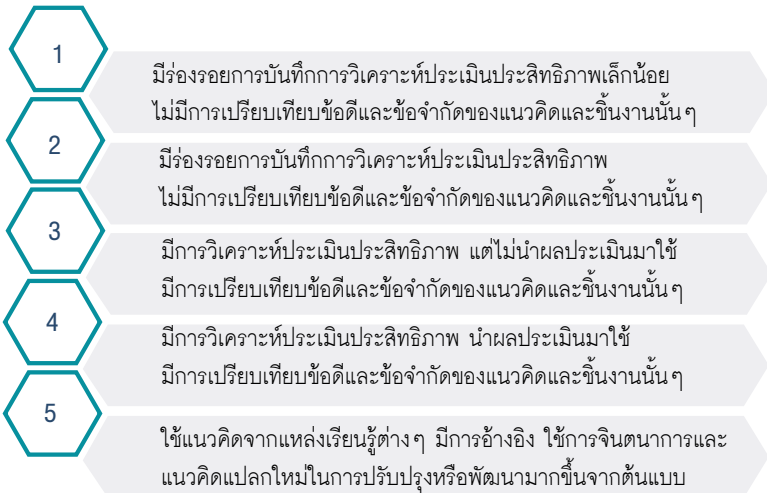 1
มีร่องรอยการบันทึกการวิเคราะห์ประเมินประสิทธิภาพเล็กน้อย
ไม่มีการเปรียบเทียบข้อดีและข้อจำกัดของแนวคิดและชิ้นงานนั้นๆ
2
มีร่องรอยการบันทึกการวิเคราะห์ประเมินประสิทธิภาพ
ไม่มีการเปรียบเทียบข้อดีและข้อจำกัดของแนวคิดและชิ้นงานนั้นๆ
3
มีการวิเคราะห์ประเมินประสิทธิภาพ แต่ไม่นำผลประเมินมาใช้
มีการเปรียบเทียบข้อดีและข้อจำกัดของแนวคิดและชิ้นงานนั้นๆ
4
มีการวิเคราะห์ประเมินประสิทธิภาพ นำผลประเมินมาใช้
มีการเปรียบเทียบข้อดีและข้อจำกัดของแนวคิดและชิ้นงานนั้นๆ
5
ใช้แนวคิดจากแหล่งเรียนรู้ต่างๆ มีการอ้างอิง ใช้การจินตนาการและ
แนวคิดแปลกใหม่ในการปรับปรุงหรือพัฒนามากขึ้นจากต้นแบบ